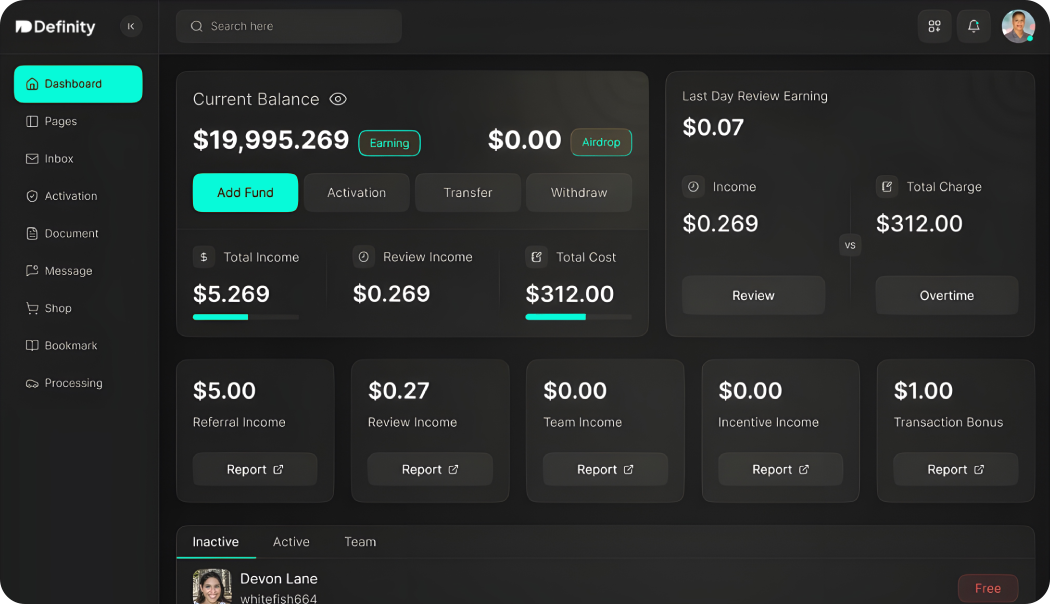 Definity
Search here
Dashboard
Pages
Inbox
Activation
Document
Message
Shop
Bookmark
Processing
Current Balance
$19,995.269 Earning $0.00 Airdrop
Add Fund Activation Transfer Withdraw
$ Total Income Review Income Total Cost
$5.269 $0.269 $312.00
Last Day Review Earning
$0.07
Income Total Charge
$0.269 $312.00
vs
Review Overtime
$5.00 $0.27 $0.00 $0.00 $1.00
Referral Income Review Income Team Income Incentive Income Transaction Bonus
Report Report Report Report Report
Inactive Active Team
Devon Lane
whitefish664
Free